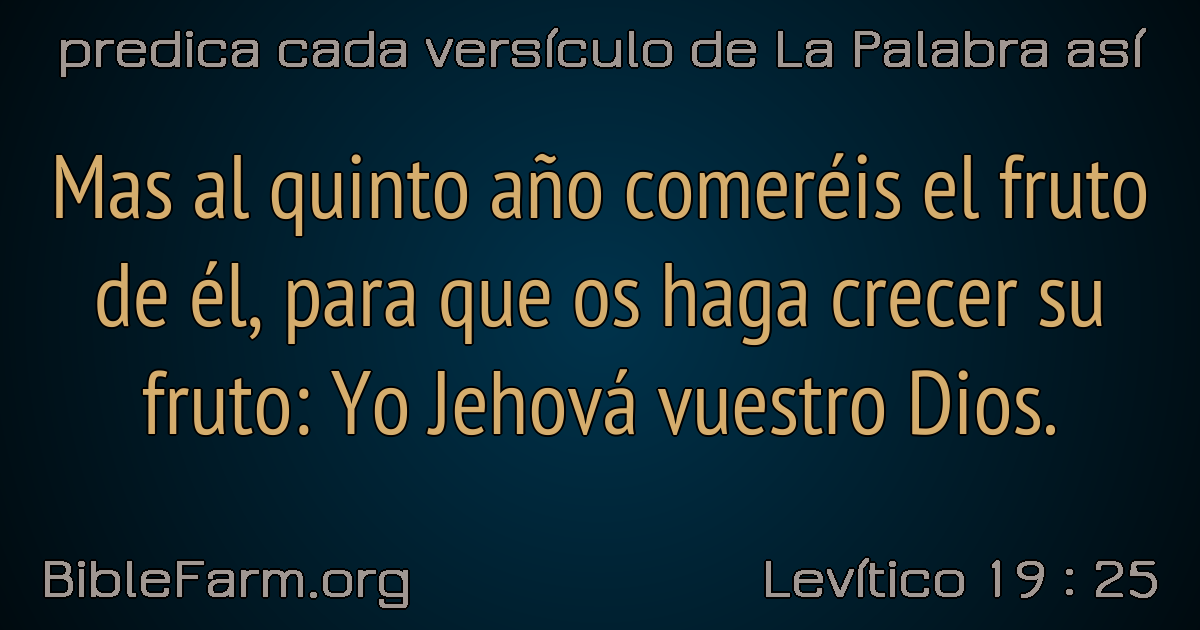 predica cada versículo de La Palabra así
Mas al quinto año comeréis el fruto
de él, para que os haga crecer su
fruto: Yo Jehová vuestro Dios.
BibleFarm.org
Levítico 19 : 25